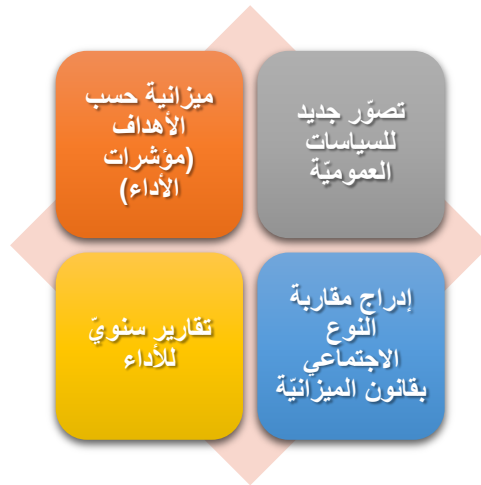 تصوّر جديد
للسياسات
العموميّة
ميزانية حسب
الأهداف
(مؤشرات
الأداء)
إدراج مقاربة
النوع
الاجتماعي
بقانون الميزانيّة
تقارير سنويّ
للأداء